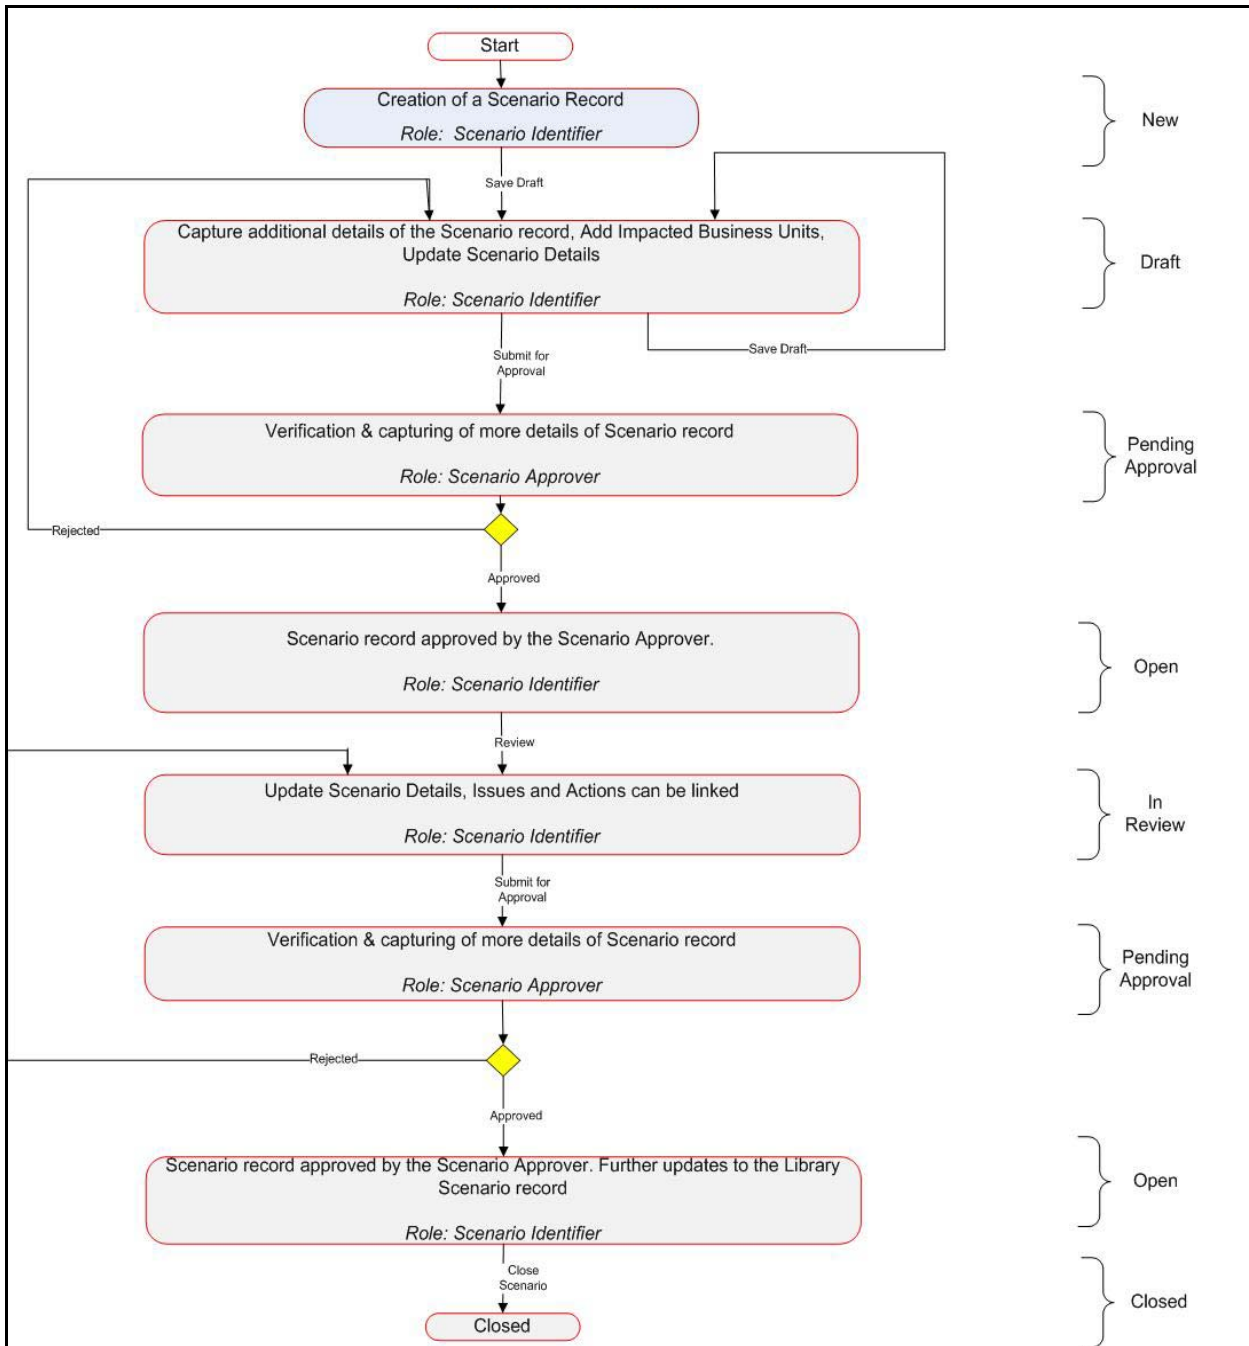 Start
Creation of a Scenario Record
Role: Scenario Identifier
New
Save Draft
Capture additional details of the Scenario record, Add Impacted Business Units,
Update Scenario Details
Role: Scenario Identifier
Draft
Save Draft
Submit for
Approval
Verification & capturing of more details of Scenario record
Role: Scenario Approver
Pending
Approval
Rejected
Approved
Scenario record approved by the Scenario Approver.
Role: Scenario Identifier
Open
Review
Update Scenario Details, Issues and Actions can be linked
Role: Scenario Identifier
In
Review
Submit for
Approval
Verification & capturing of more details of Scenario record
Role: Scenario Approver
Pending
Approval
Rejected
Approved
Scenario record approved by the Scenario Approver. Further updates to the Library
Scenario record
Role: Scenario Identifier
Open
Close
Scenario
Closed
Closed